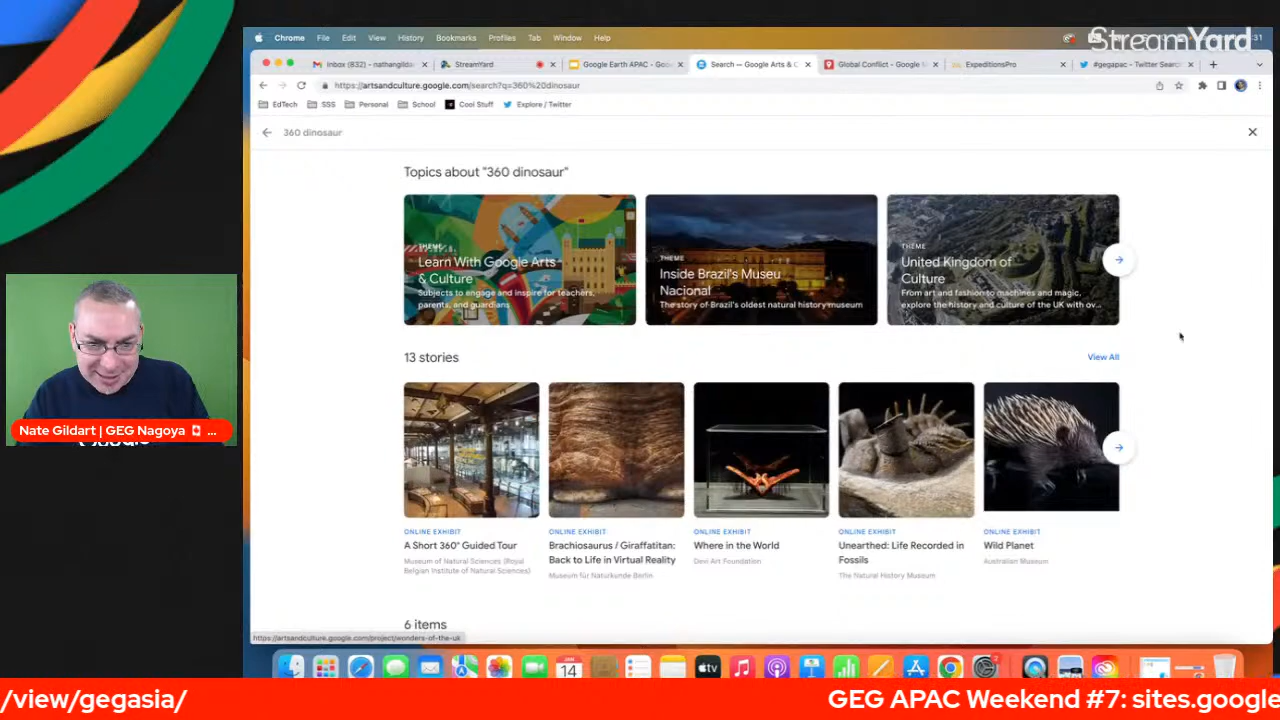 StreamYard
Chrome File Edit View History Bookmarks Profiles Tab Window Help
Inbox (832) - nathangilda
StreamYard
Google Earth APAC - Goo
Search — Google Arts & C
Global Conflict - Google M
ExpeditionsPro
#gegapac - Twitter Searc
https://artsandculture.google.com/search?q=360%20dinosaur
EdTech SSS Personal School Cool Stuff Explore / Twitter
360 dinosaur
Topics about "360 dinosaur"
THEME
Learn With Google Arts
& Culture
Subjects to engage and inspire for teachers,
parents, and guardians
THEME
Inside Brazil's Museu
Nacional
The story of Brazil's oldest natural history museum
THEME
United Kingdom of
Culture
From art and fashion to machines and magic,
explore the history and culture of the UK with ov...
13 stories
View All
ONLINE EXHIBIT
A Short 360° Guided Tour
Museum of Natural Sciences (Royal
Belgian Institute of Natural Sciences)
ONLINE EXHIBIT
Brachiosaurus / Giraffatitan:
Back to Life in Virtual Reality
Museum für Naturkunde Berlin
ONLINE EXHIBIT
Where in the World
Devi Art Foundation
ONLINE EXHIBIT
Unearthed: Life Recorded in
Fossils
The Natural History Museum
ONLINE EXHIBIT
Wild Planet
Australian Museum
6 items
https://artsandculture.google.com/project/wonders-of-the-uk
Nate Gildart | GEG Nagoya 🇨🇦 ...
JAN
14
tv
/view/gegasia/
GEG APAC Weekend #7: sites.google